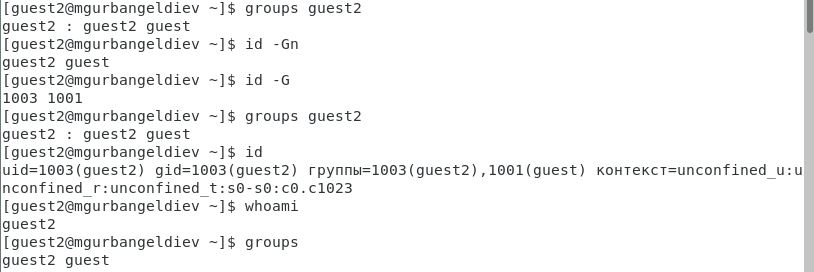 [guest2@mgurbangeldiev ~]$ groups guest2
guest2 : guest2 guest
[guest2@mgurbangeldiev ~]$ id -Gn
guest2 guest
[guest2@mgurbangeldiev ~]$ id -G
1003 1001
[guest2@mgurbangeldiev ~]$ groups guest2
guest2 : guest2 guest
[guest2@mgurbangeldiev ~]$ id
uid=1003(guest2) gid=1003(guest2) группы=1003(guest2),1001(guest) контекст=unconfined_u:u
nconfined_r:unconfined_t:s0-s0:c0.c1023
[guest2@mgurbangeldiev ~]$ whoami
guest2
[guest2@mgurbangeldiev ~]$ groups
guest2 guest